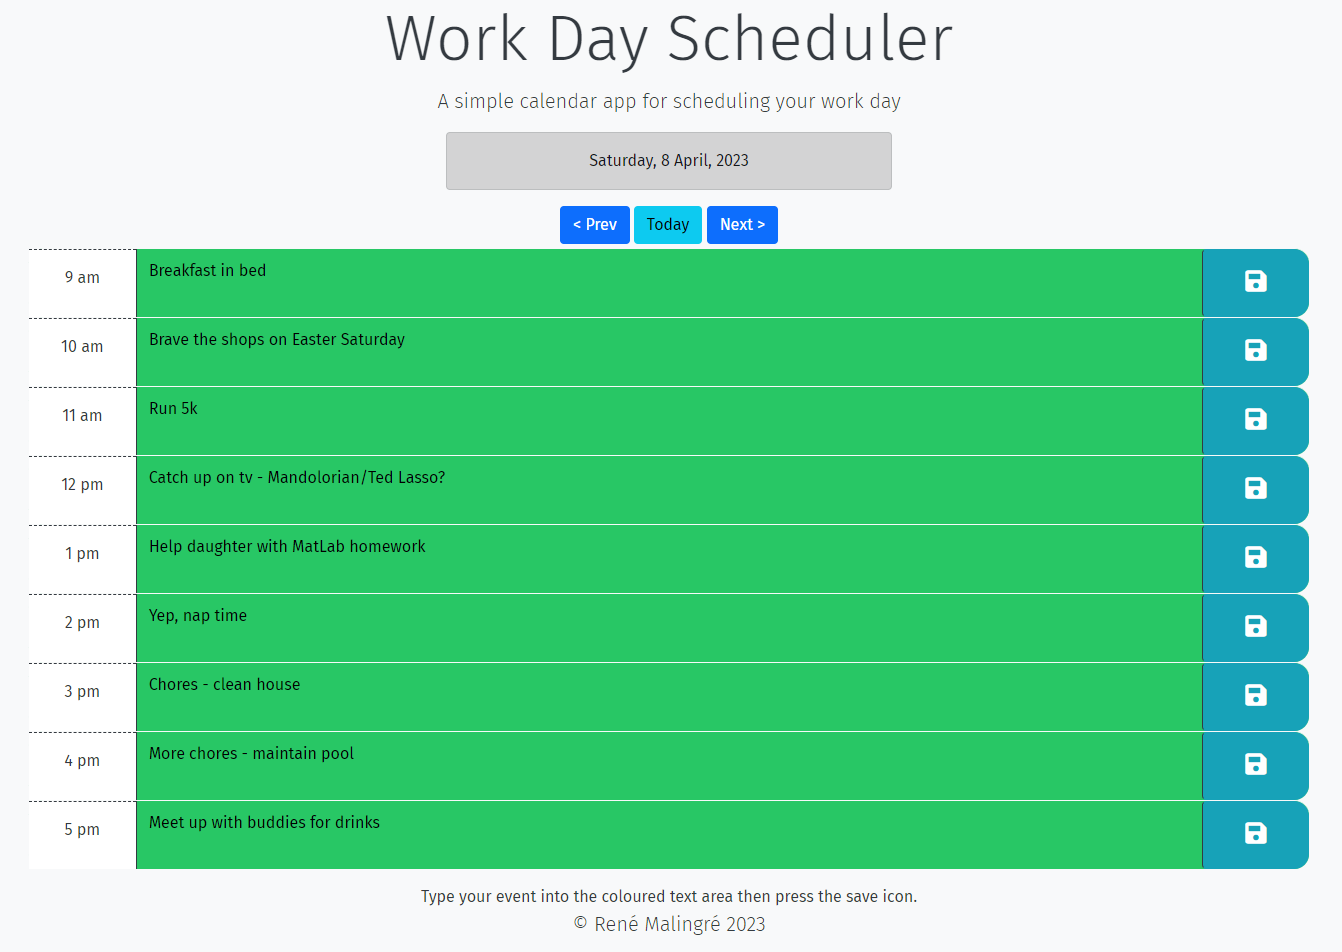 Work Day Scheduler
A simple calendar app for scheduling your work day
Saturday, 8 April, 2023
< Prev Today Next >
9 am Breakfast in bed
10 am Brave the shops on Easter Saturday
11 am Run 5k
12 pm Catch up on tv - Mandolorian/Ted Lasso?
1 pm Help daughter with MatLab homework
2 pm Yep, nap time
3 pm Chores - clean house
4 pm More chores - maintain pool
5 pm Meet up with buddies for drinks
Type your event into the coloured text area then press the save icon.
© René Malingré 2023